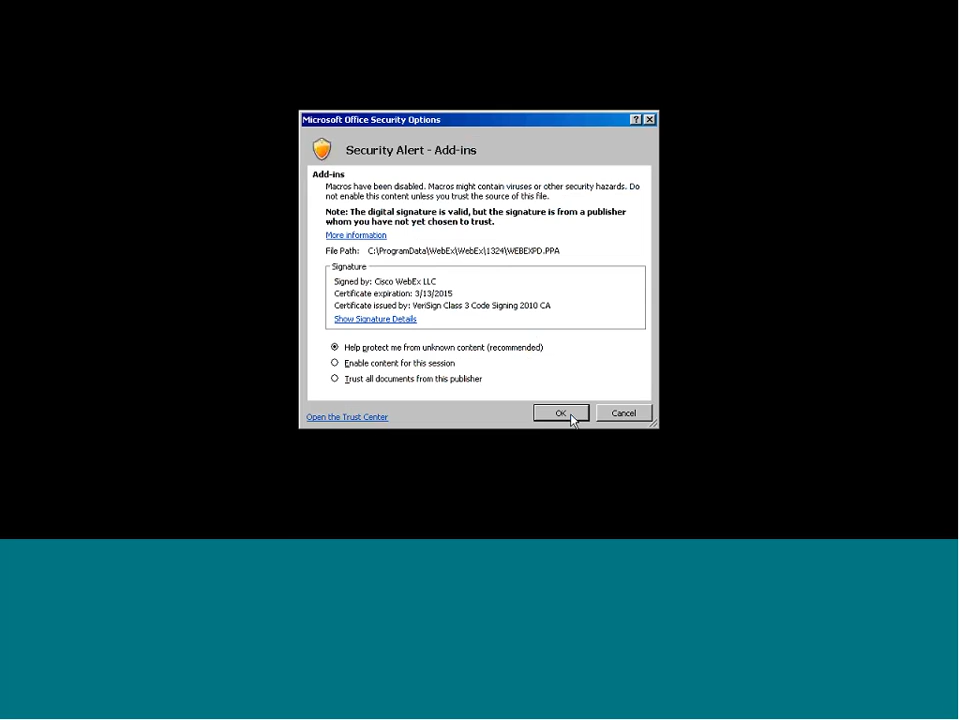 Microsoft Office Security Options
Security Alert - Add-ins
Add-ins
Macros have been disabled. Macros might contain viruses or other security hazards. Do
not enable this content unless you trust the source of this file.
Note: The digital signature is valid, but the signature is from a publisher
whom you have not yet chosen to trust.
More information
File Path: C:\ProgramData\WebEx\WebEx\1324\WEBEXPD.PPA
Signature
Signed by: Cisco WebEx LLC
Certificate expiration: 3/13/2015
Certificate issued by: VeriSign Class 3 Code Signing 2010 CA
Show Signature Details
Help protect me from unknown content (recommended)
Enable content for this session
Trust all documents from this publisher
Open the Trust Center
OK
Cancel